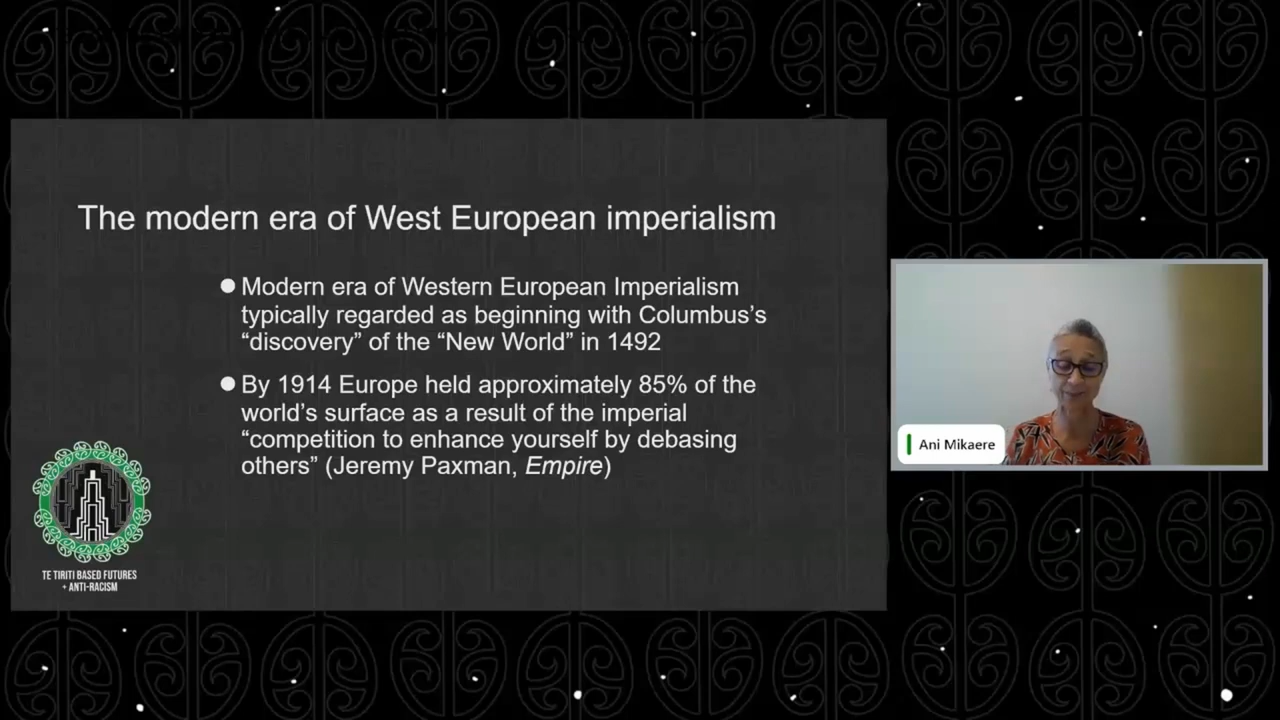 The modern era of West European imperialism
Modern era of Western European Imperialism
typically regarded as beginning with Columbus’s
“discovery” of the “New World” in 1492
By 1914 Europe held approximately 85% of the
world’s surface as a result of the imperial
“competition to enhance yourself by debasing
others” (Jeremy Paxman, Empire)
TE TIRITI BASED FUTURES
+ ANTI-RACISM
Ani Mikaere